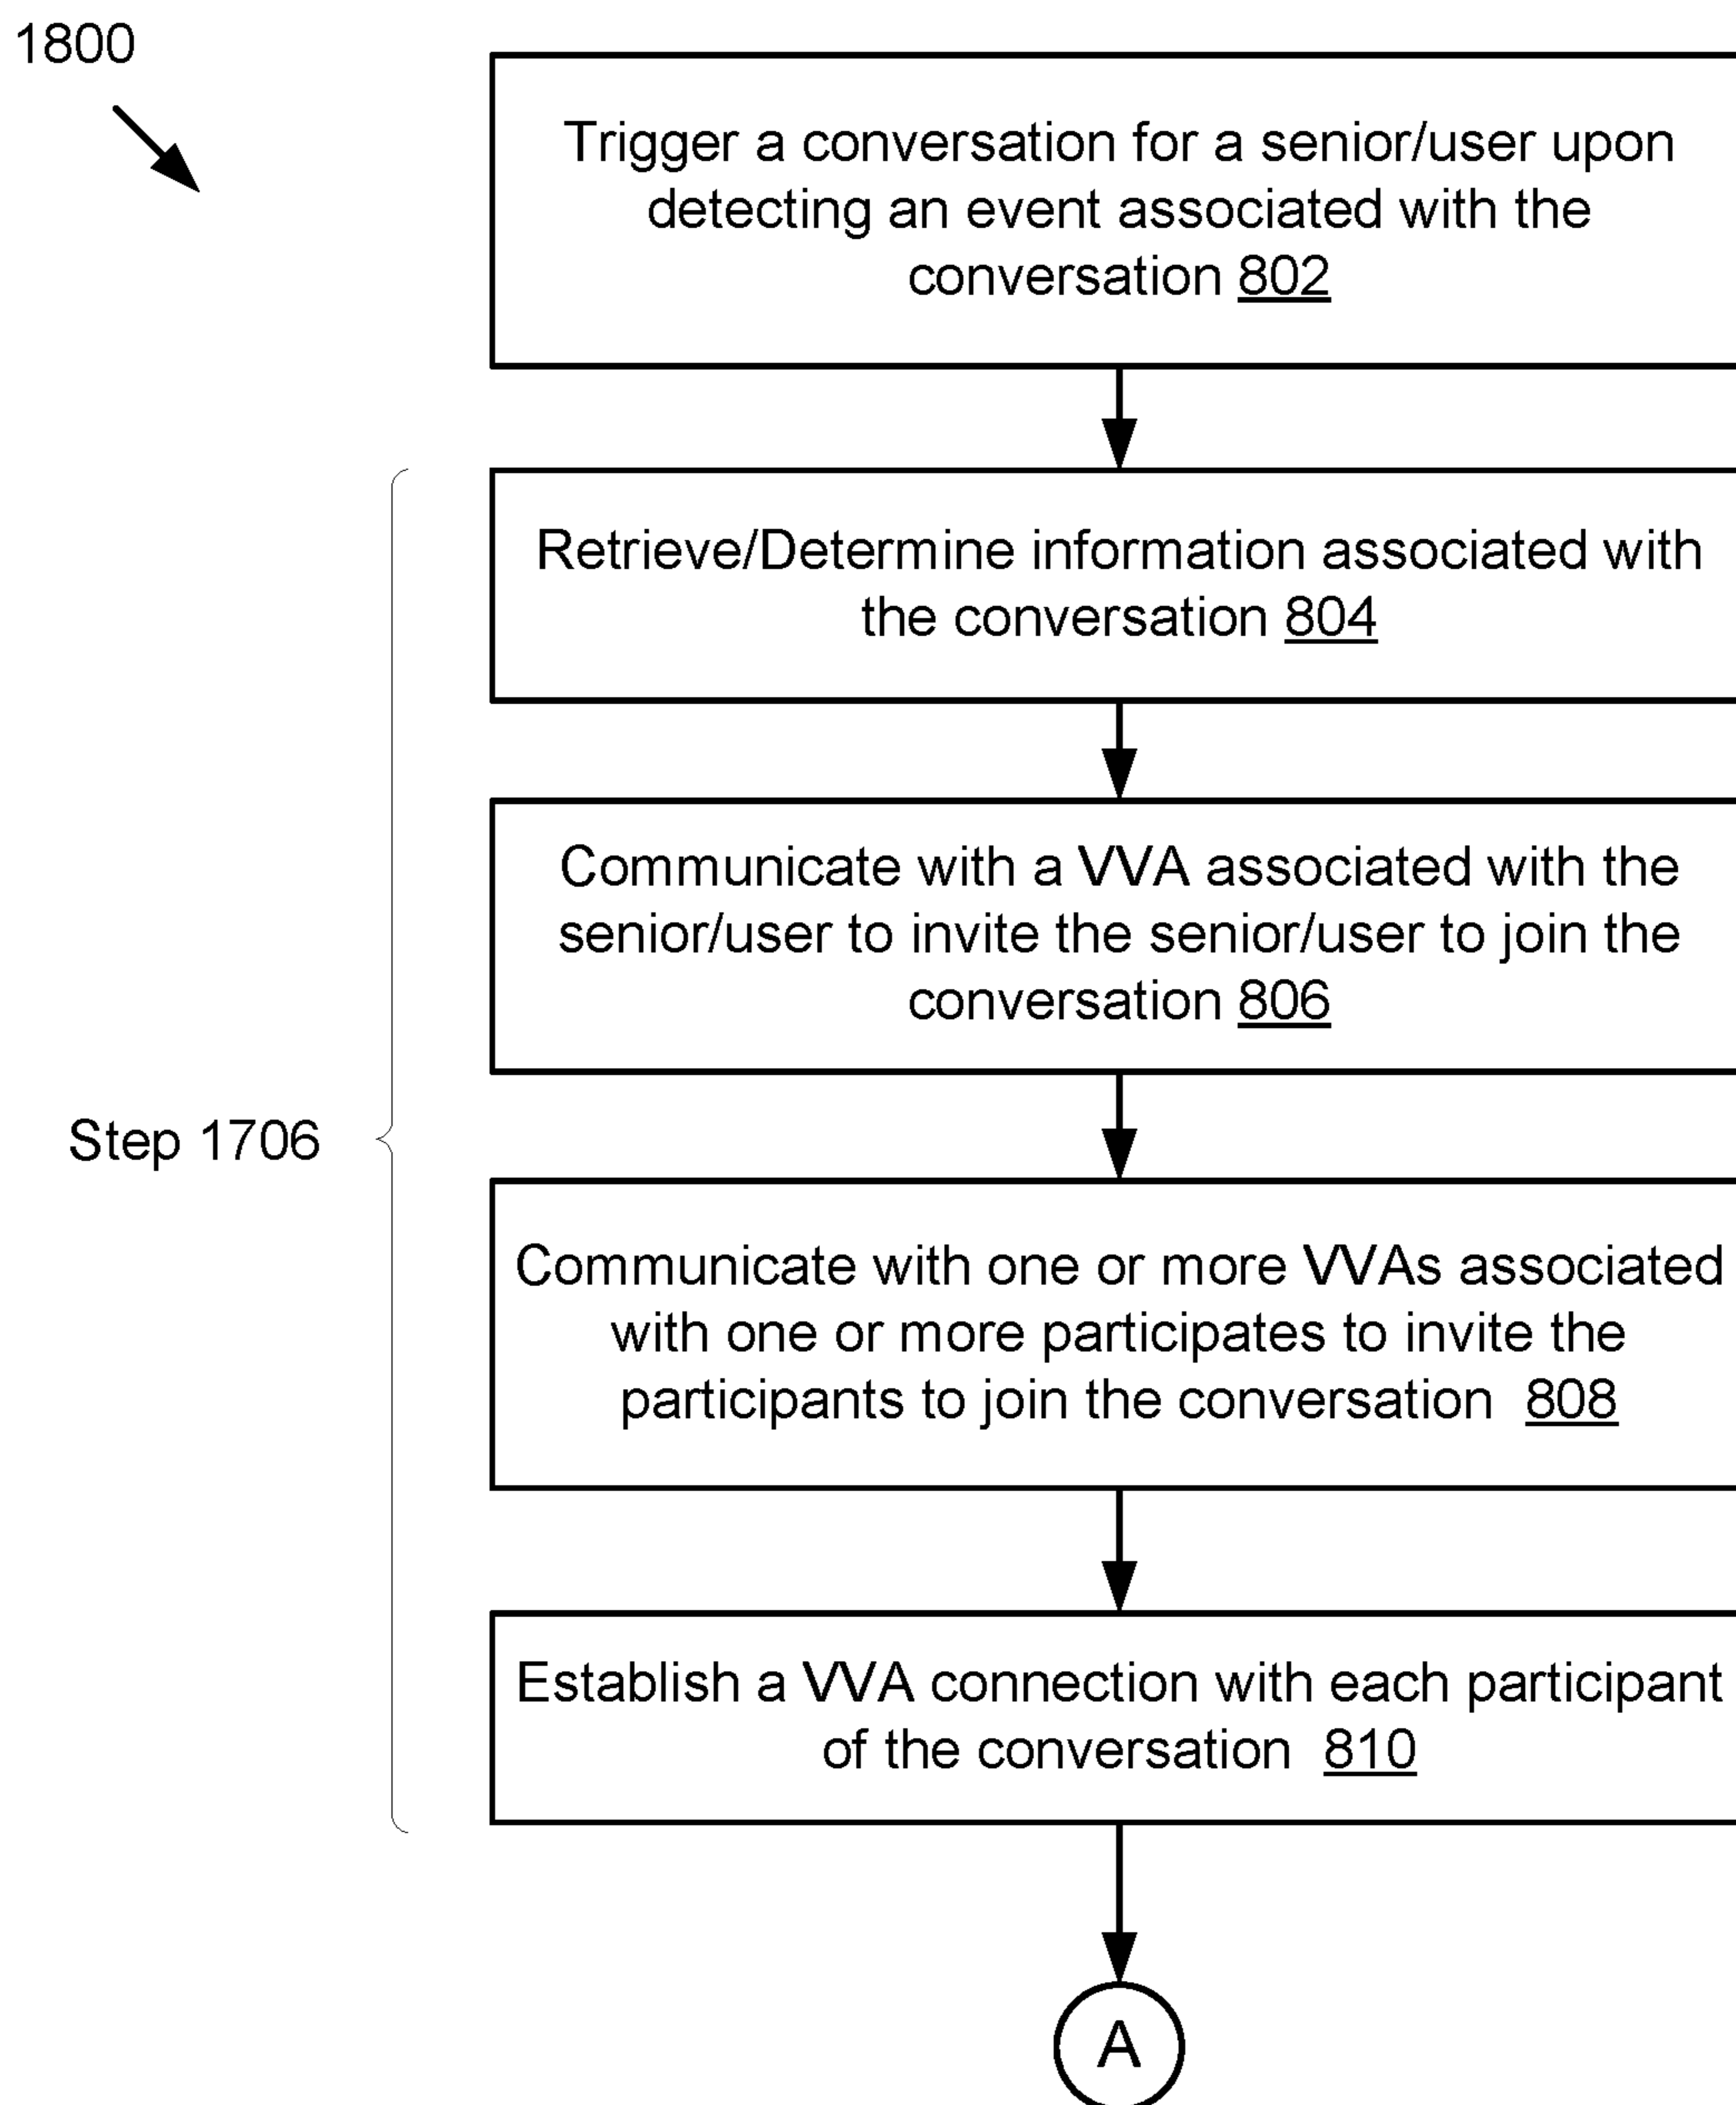 1800
Trigger a conversation for a senior/user upon
detecting an event associated with the
conversation 802
Retrieve/Determine information associated with
the conversation 804
Communicate with a VVA associated with the
senior/user to invite the senior/user to join the
conversation 806
Step 1706
Communicate with one or more VVAs associated
with one or more participates to invite the
participants to join the conversation 808
Establish a VVA connection with each participant
of the conversation 810
A